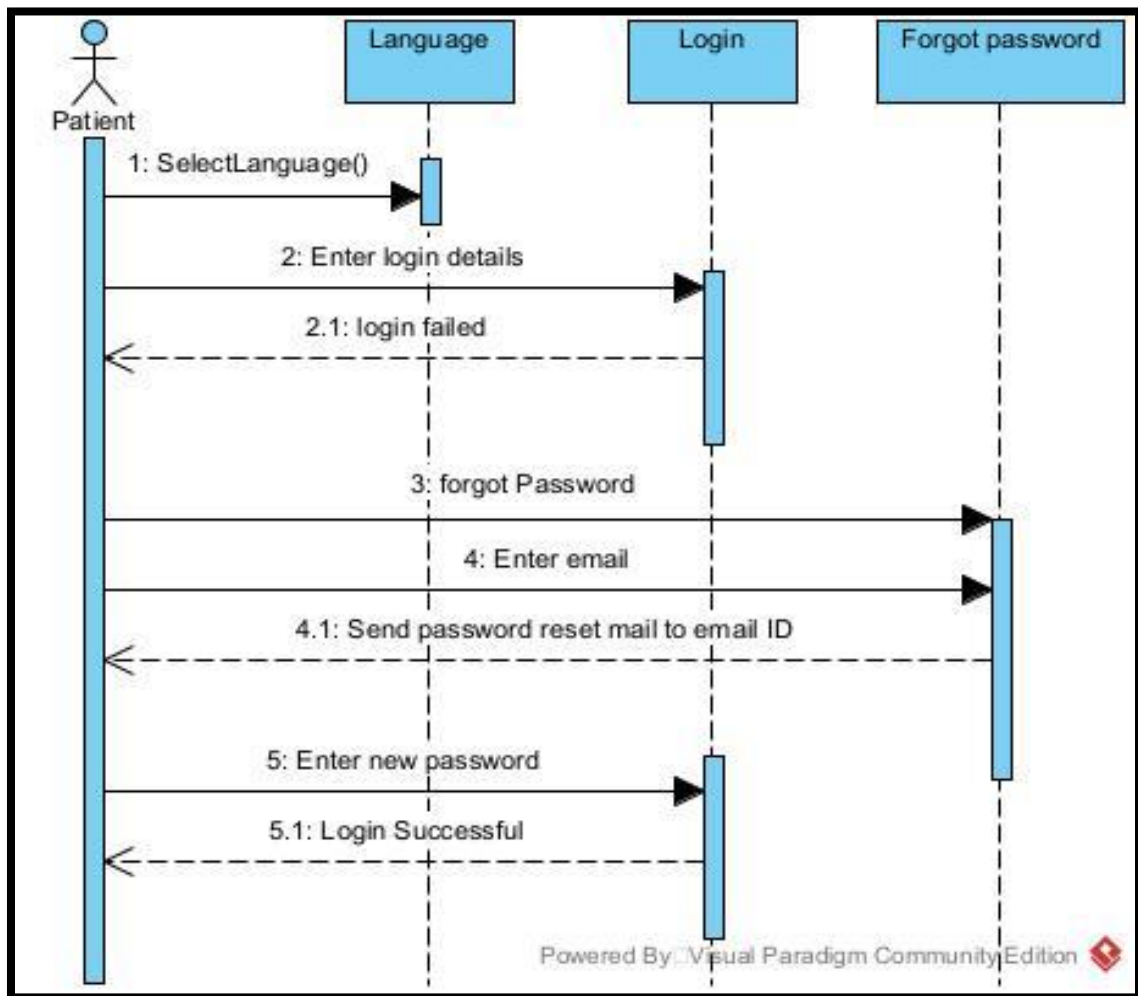 Language
Login
Forgot password
Patient
1: SelectLanguage()
2: Enter login details
2.1: login failed
3: forgot Password
4: Enter email
4.1: Send password reset mail to email ID
5: Enter new password
5.1: Login Successful
Powered By Visual Paradigm Community Edition